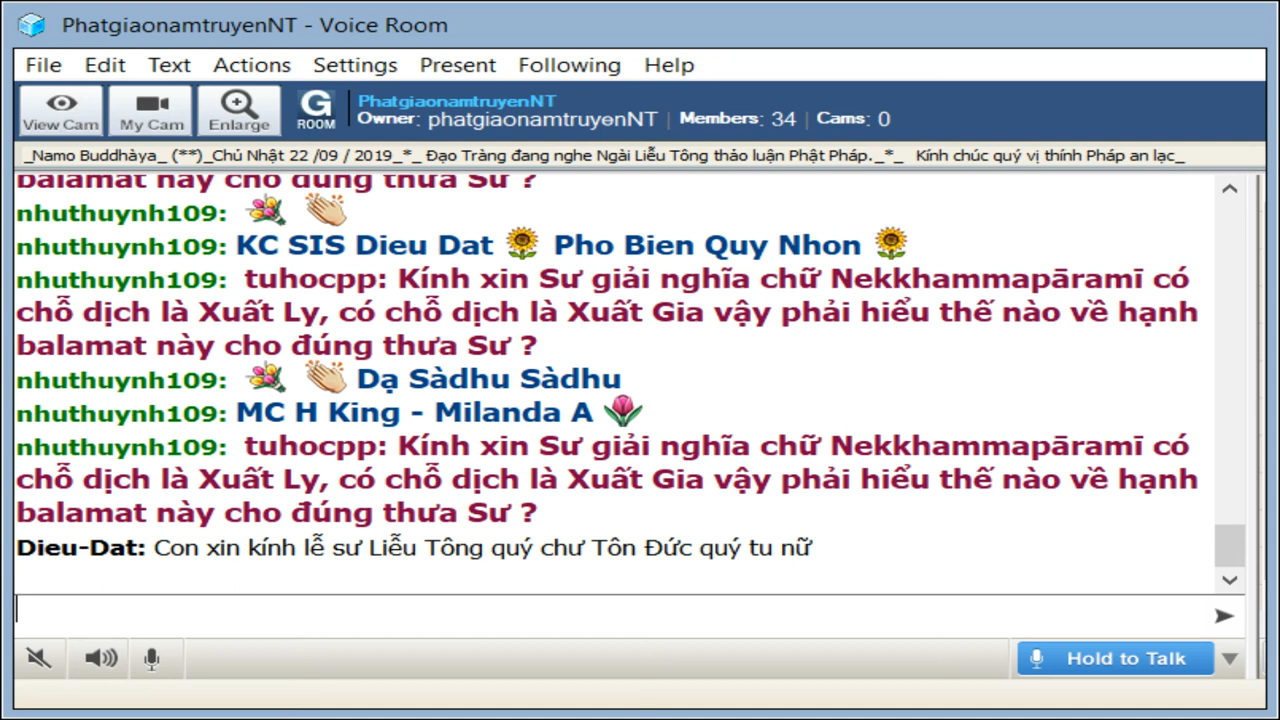 PhatgiaonamtruyenNT - Voice Room
File Edit Text Actions Settings Present Following Help
View Cam My Cam Enlarge G ROOM
PhatgiaonamtruyenNT
Owner: phatgiaonamtruyenNT | Members: 34 | Cams: 0
_Namo Buddhàya_ (**)_Chủ Nhật 22 /09 / 2019_*_ Đạo Tràng đang nghe Ngài Liễu Tông thảo luận Phật Pháp._*_ Kính chúc quý vị thính Pháp an lạc_
balamat này cho đúng thưa Sư ?
nhuthuynh109:
nhuthuynh109: KC SIS Dieu Dat Pho Bien Quy Nhon
nhuthuynh109: tuhocpp: Kính xin Sư giải nghĩa chữ Nekkhammapāramī có
chỗ dịch là Xuất Ly, có chỗ dịch là Xuất Gia vậy phải hiểu thế nào về hạnh
balamat này cho đúng thưa Sư ?
nhuthuynh109: Dạ Sàdhu Sàdhu
nhuthuynh109: MC H King - Milanda A
nhuthuynh109: tuhocpp: Kính xin Sư giải nghĩa chữ Nekkhammapāramī có
chỗ dịch là Xuất Ly, có chỗ dịch là Xuất Gia vậy phải hiểu thế nào về hạnh
balamat này cho đúng thưa Sư ?
Dieu-Dat: Con xin kính lễ sư Liễu Tông quý chư Tôn Đức quý tu nữ
Hold to Talk